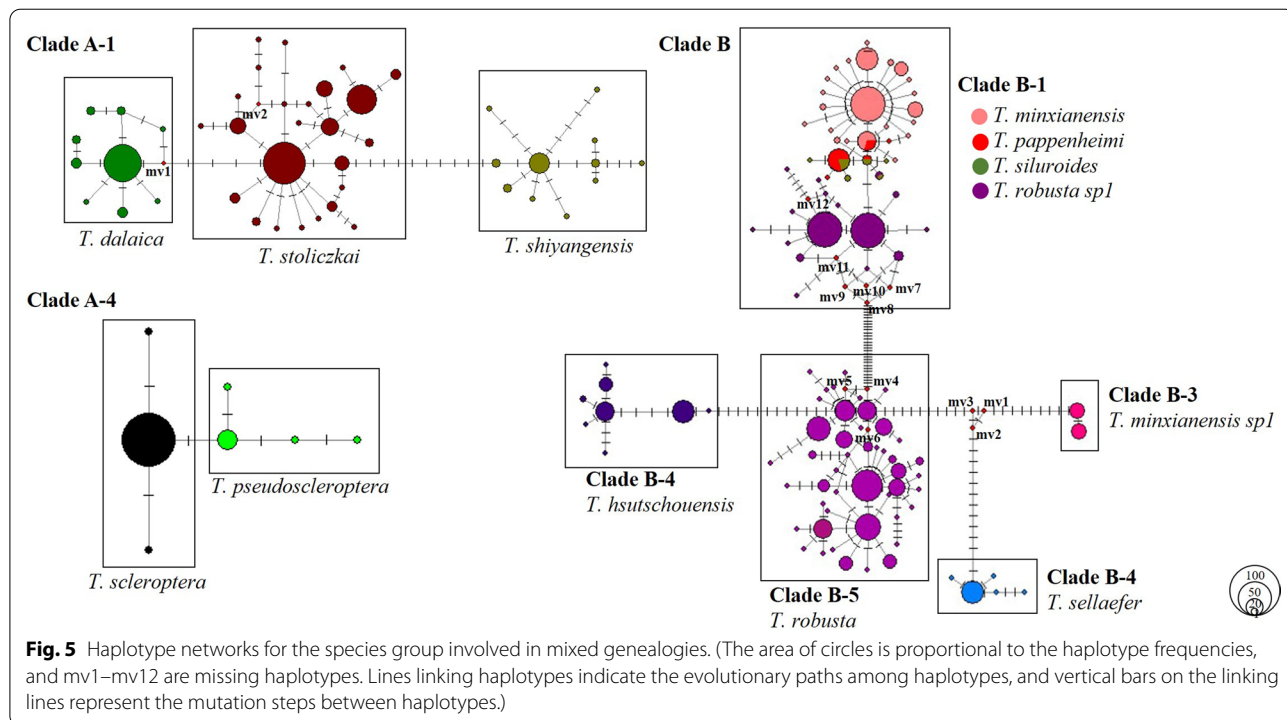 Clade A-1
Clade B
Clade B-1
T. minxianensis
T. pappenheimi
T. siluroides
T. robusta sp1
mv2
mv1
mv12
T. dalaica
T. stoliczkai
T. shiyangensis
mv11
mv9
mv10
mv7
mv8
Clade A-4
mv5
mv4
mv3
mv1
mv2
mv6
Clade B-3
T. minxianensis sp1
T. pseudoscleroptera
Clade B-4
T. hsutschouensis
T. scleroptera
Clade B-5
T. robusta
Clade B-4
T. sellaefer
100
50
20
Fig. 5 Haplotype networks for the species group involved in mixed genealogies. (The area of circles is proportional to the haplotype frequencies,
and mv1–mv12 are missing haplotypes. Lines linking haplotypes indicate the evolutionary paths among haplotypes, and vertical bars on the linking
lines represent the mutation steps between haplotypes.)